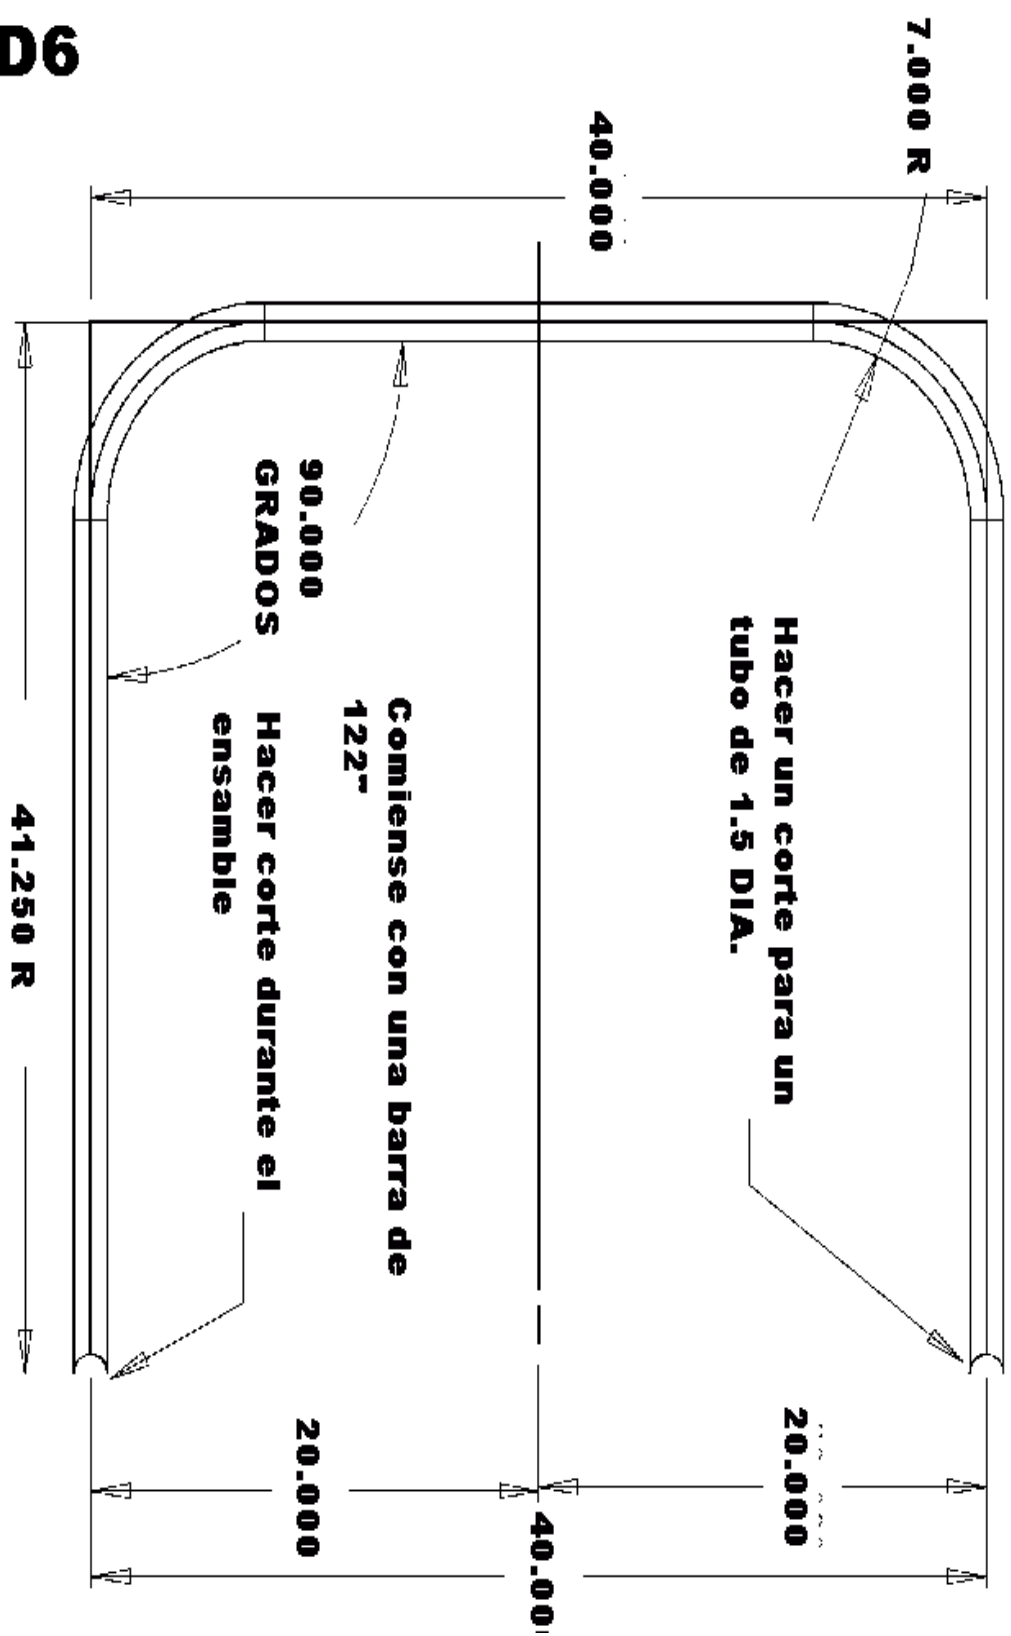 D6
7.000 R
40.000
90.000
GRADOS
Hacer un corte para un
tubo de 1.5 DIA.
Comiense con una barra de
122"
Hacer corte durante el
ensamble
41.250 R
20.000
20.000
40.00